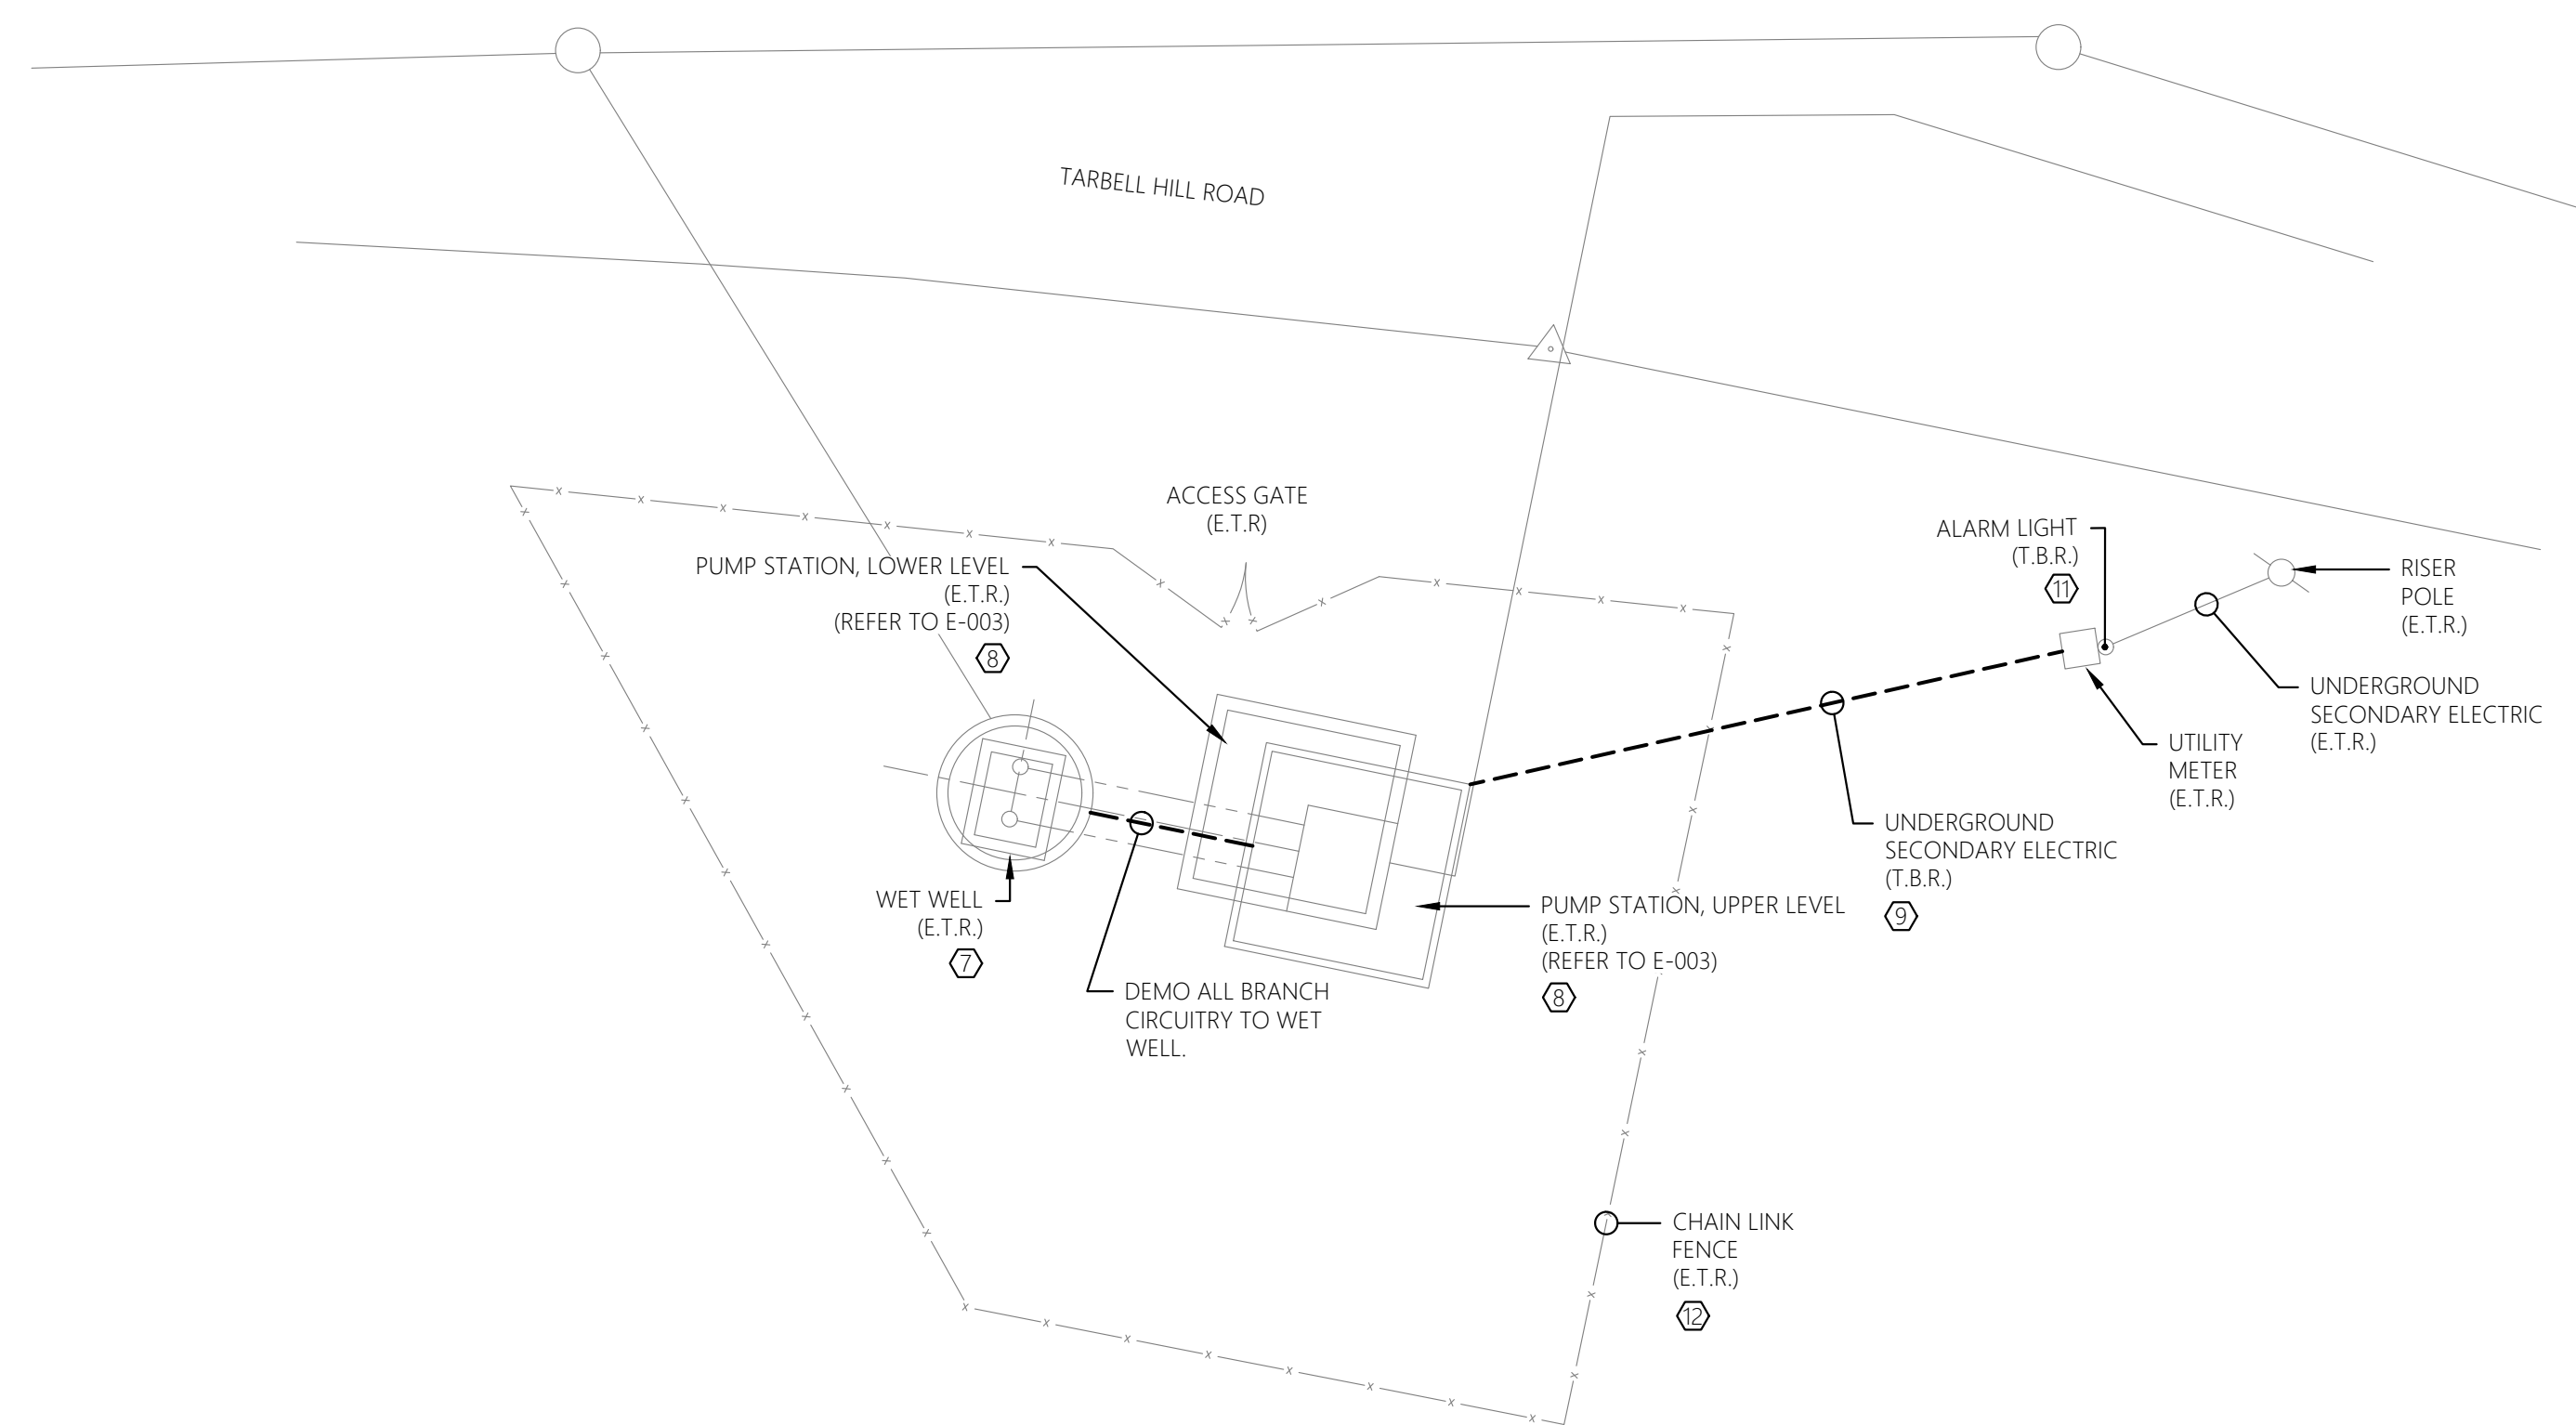 TARBELL HILL ROAD
ACCESS GATE
(E.T.R)
PUMP STATION, LOWER LEVEL
(E.T.R.)
(REFER TO E-003)
8
ALARM LIGHT
(T.B.R.)
11
RISER
POLE
(E.T.R.)
UNDERGROUND
SECONDARY ELECTRIC
(E.T.R.)
UTILITY
METER
(E.T.R.)
UNDERGROUND
SECONDARY ELECTRIC
(T.B.R.)
9
WET WELL
(E.T.R.)
7
PUMP STATION, UPPER LEVEL
(E.T.R.)
(REFER TO E-003)
8
DEMO ALL BRANCH
CIRCUITRY TO WET
WELL.
CHAIN LINK
FENCE
(E.T.R.)
12